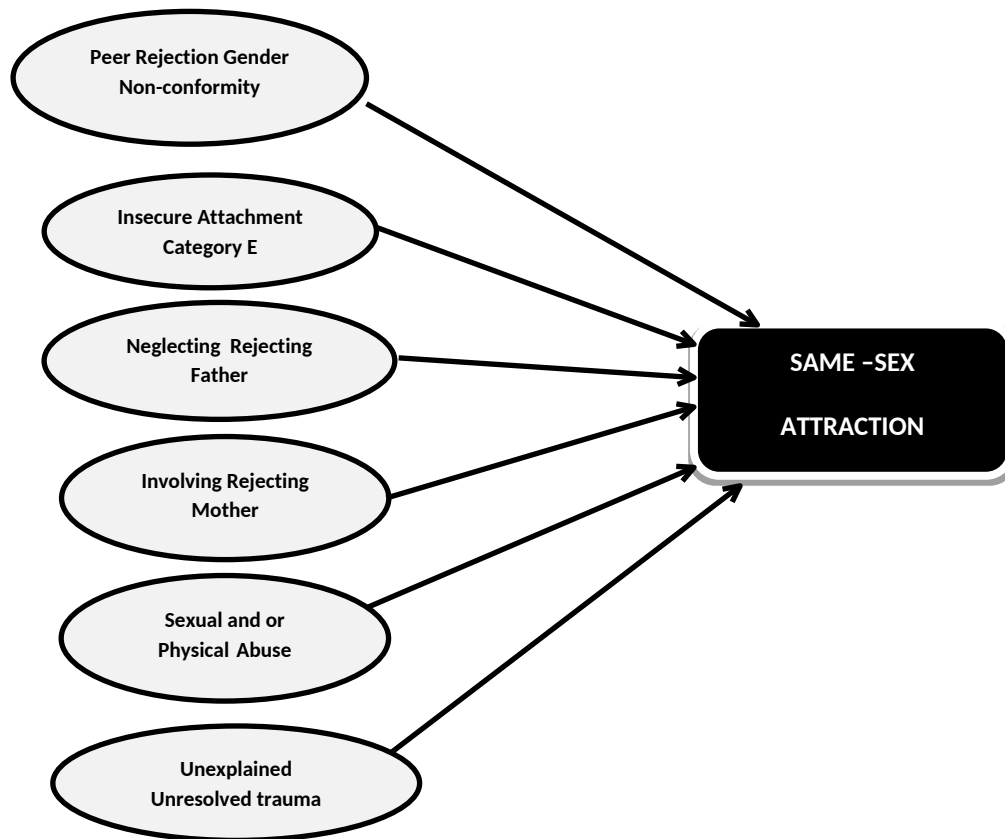 Peer Rejection Gender
Non-conformity
Insecure Attachment
Category E
Neglecting Rejecting
Father
Involving Rejecting
Mother
Sexual and or
Physical Abuse
Unexplained
Unresolved trauma
SAME –SEX
ATTRACTION